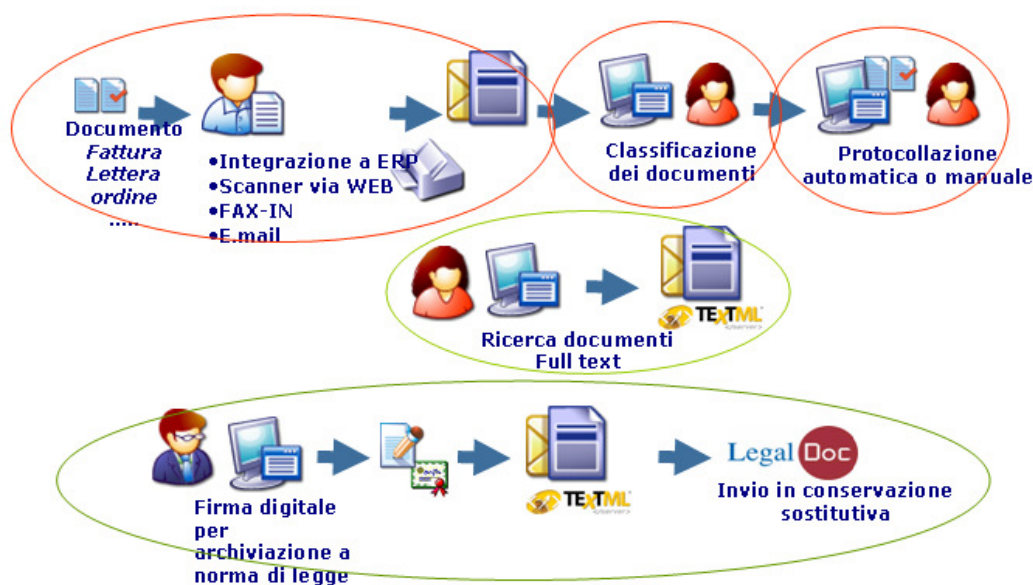 Documento
Fattura
Lettera
ordine
.....
•Integrazione a ERP
•Scanner via WEB
•FAX-IN
•E.mail
Classificazione
dei documenti
Protocollazione
automatica o manuale
TEXTML
Ricerca documenti
Full text
Firma digitale
per
archiviazione a
norma di legge
TEXTML
Legal Doc
Invio in conservazione
sostitutiva